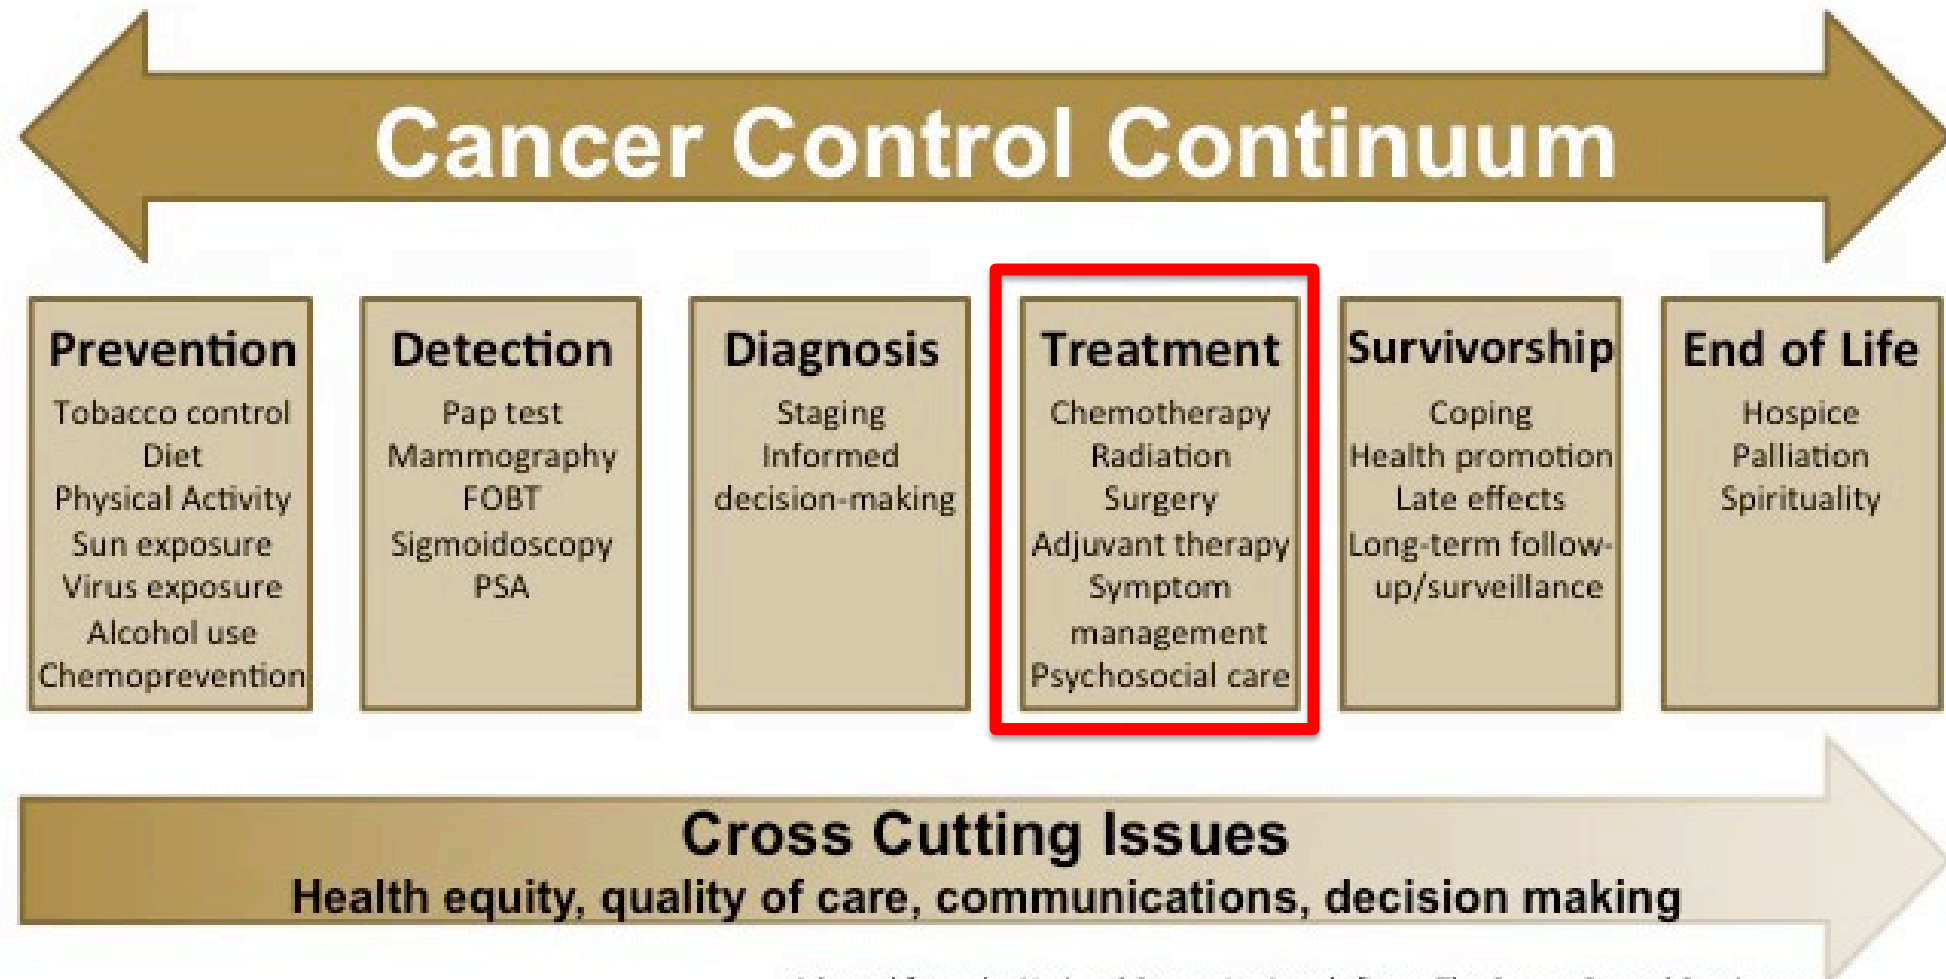 Cancer Control Continuum
Prevention
Tobacco control
Diet
Physical Activity
Sun exposure
Virus exposure
Alcohol use
Chemoprevention
Detection
Pap test
Mammography
FOBT
Sigmoidoscopy
PSA
Diagnosis
Staging
Informed
decision-making
Treatment
Chemotherapy
Radiation
Surgery
Adjuvant therapy
Symptom
management
Psychosocial care
Survivorship
Coping
Health promotion
Late effects
Long-term follow-
up/surveillance
End of Life
Hospice
Palliation
Spirituality
Cross Cutting Issues
Health equity, quality of care, communications, decision making